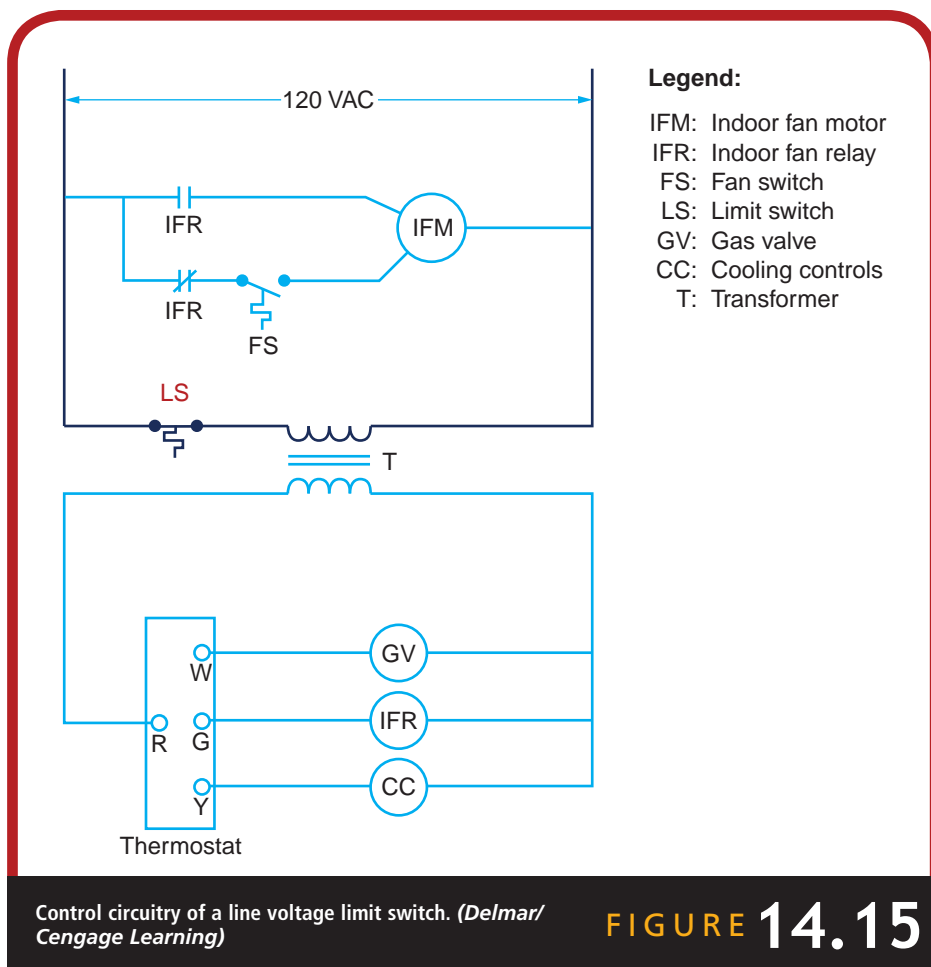 120 VAC
Legend:
IFM: Indoor fan motor
IFR: Indoor fan relay
FS: Fan switch
LS: Limit switch
GV: Gas valve
CC: Cooling controls
T: Transformer
IFR
IFM
IFR
FS
LS
T
W
GV
R
G
IFR
Y
CC
Thermostat
Control circuitry of a line voltage limit switch. (Delmar/
Cengage Learning)
FIGURE 14.15